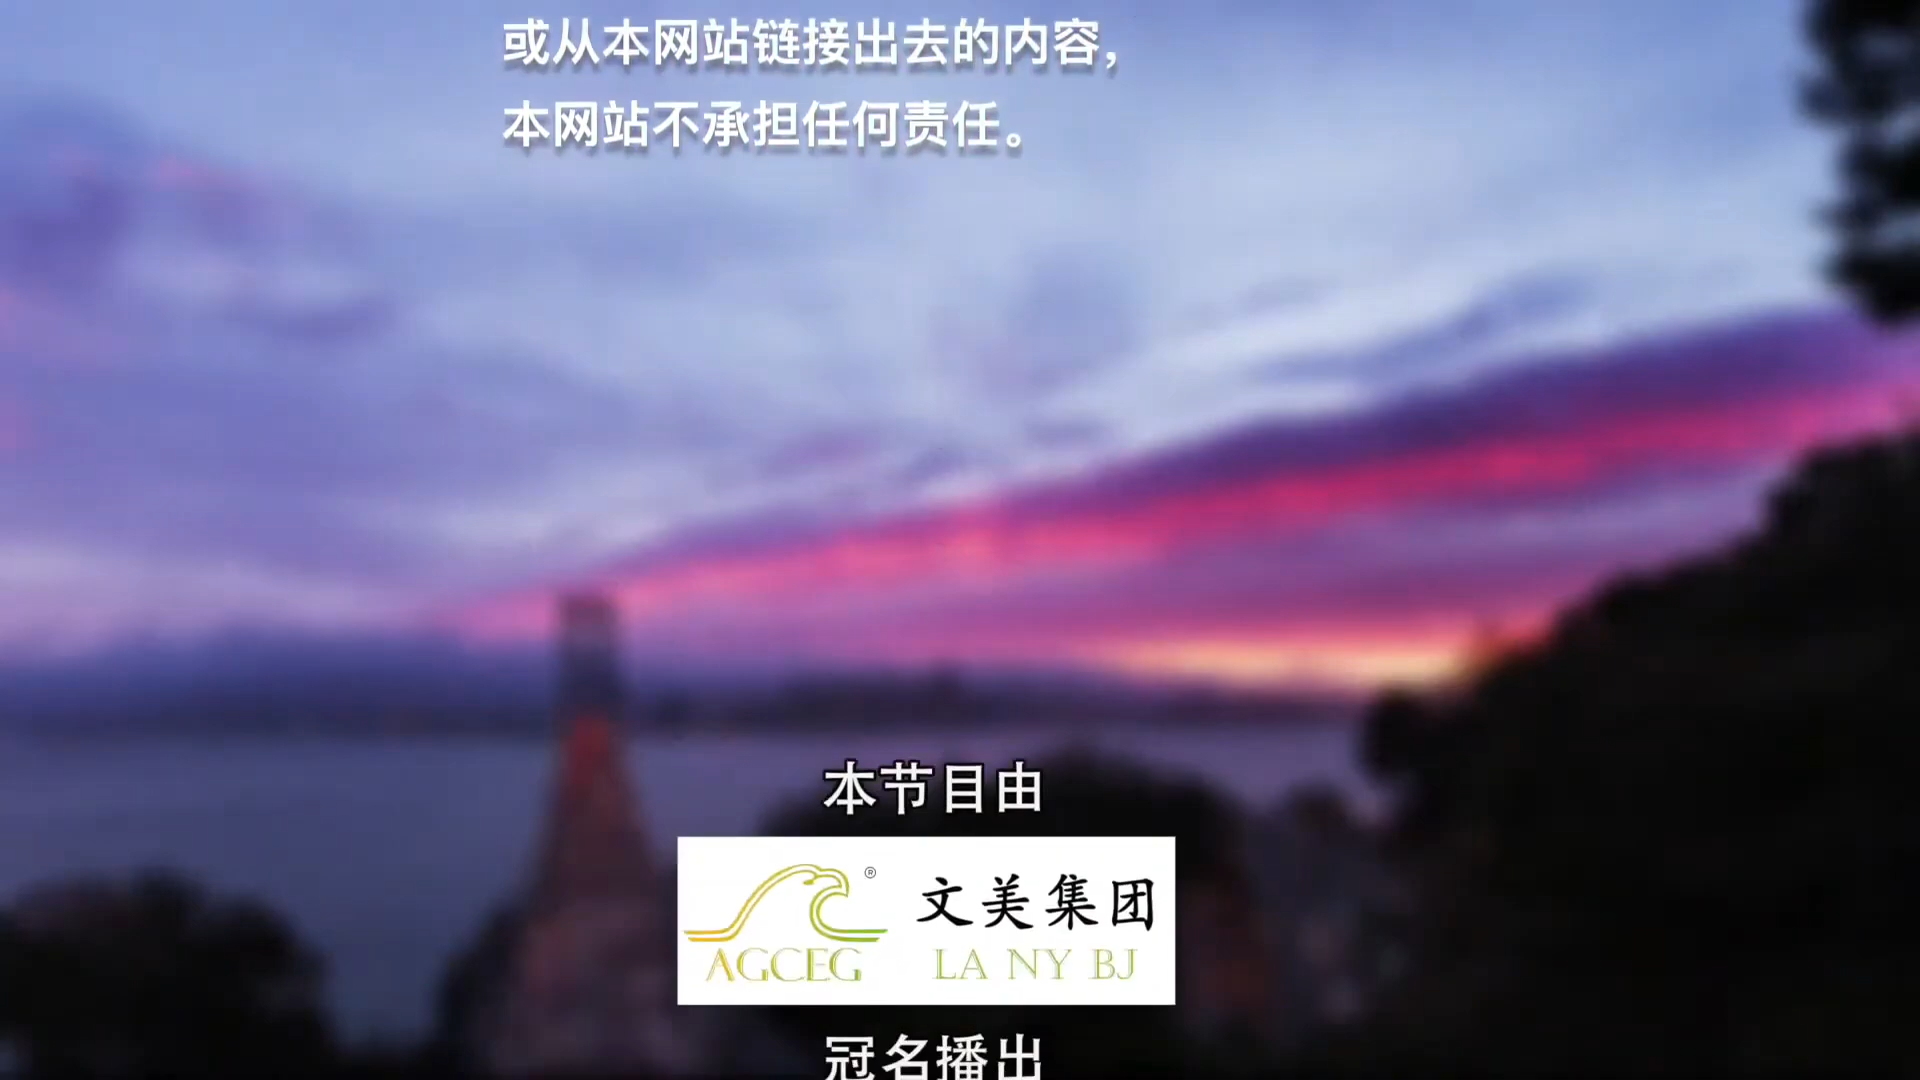 或从本网站链接出去的内容，
本网站不承担任何责任。
本节目由
®
文美集团
AGCEG
LA NY BJ
冠名播出